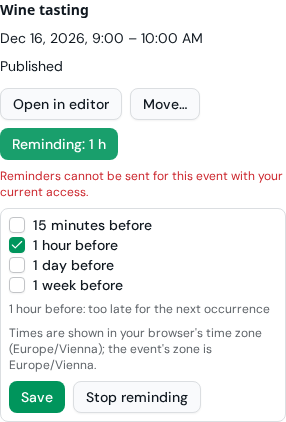 Wine tasting
Dec 16, 2026, 9:00 – 10:00 AM
Published
Open in editor
Move…
Reminding: 1 h
Reminders cannot be sent for this event with your
current access.
15 minutes before
1 hour before
1 day before
1 week before
1 hour before: too late for the next occurrence
Times are shown in your browser's time zone
(Europe/Vienna); the event's zone is
Europe/Vienna.
Save
Stop reminding